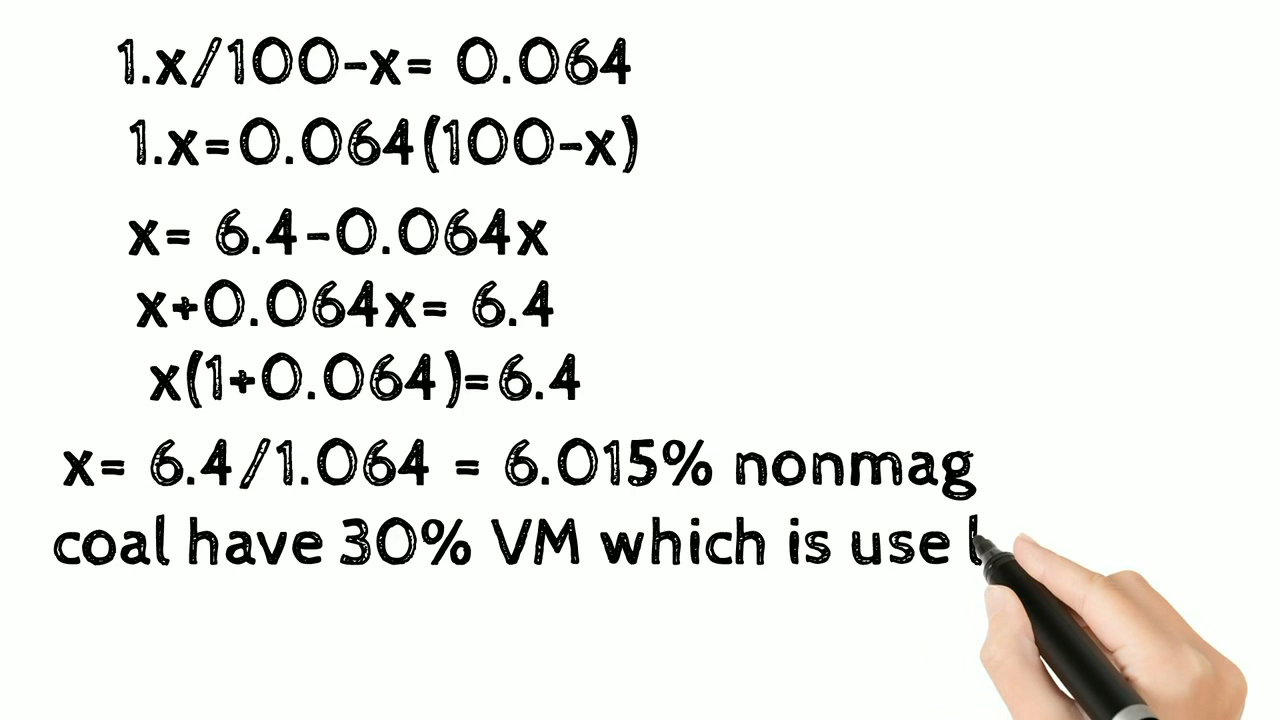 1.x/100-x= 0.064
1.x=0.064(100-x)
x= 6.4-0.064x
x+0.064x= 6.4
x(1+0.064)=6.4
x= 6.4/1.064 = 6.015% nonmag
coal have 30% VM which is use